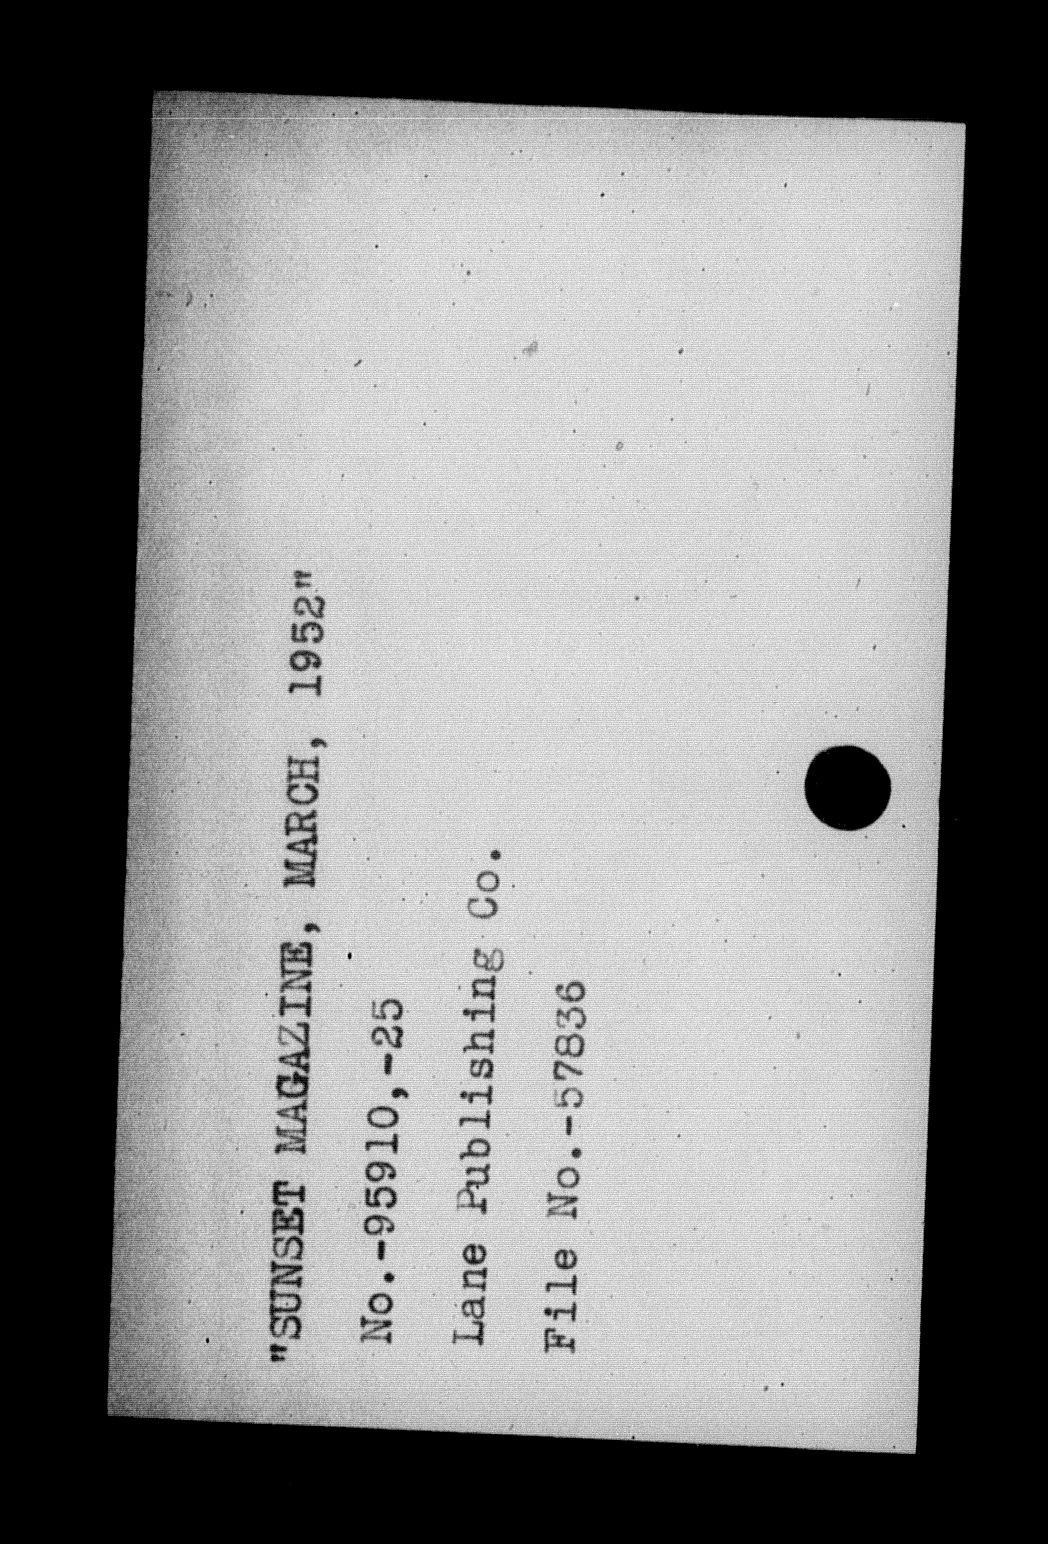 "SUNSET MAGAZINE, MARCH, 1952"
No.-95910,-25
Lane Publishing Co.
File No.-57836